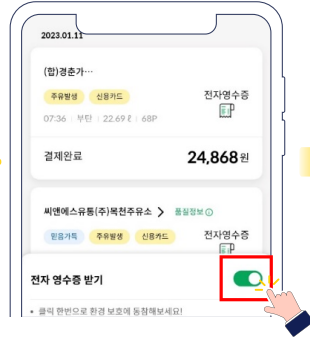 2023.01.11
(합)경춘가…
주유발생 신용카드 전자영수증
07:36 | 부탄 | 22.69 ℓ | 68P
결제완료 24,868 원
씨앤에스유통(주)목천주유소 > 품질정보
믿음가득 주유발생 신용카드 전자영수증
전자 영수증 받기
• 클릭 한번으로 환경 보호에 동참해보세요!